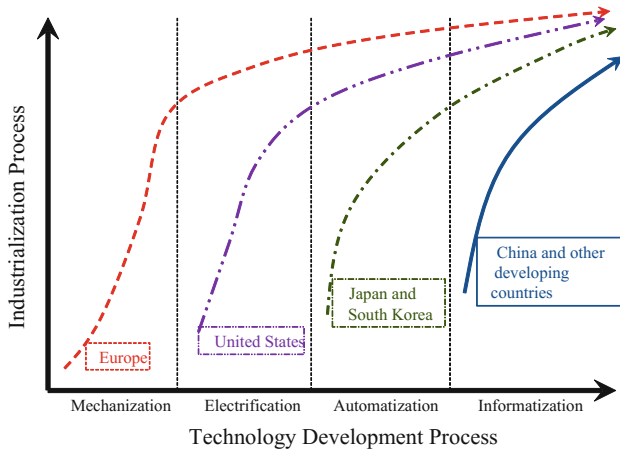 Industrialization Process
Europe
United States
Japan and
South Korea
China and other
developing
countries
Mechanization
Electrification
Automatization
Informatization
Technology Development Process